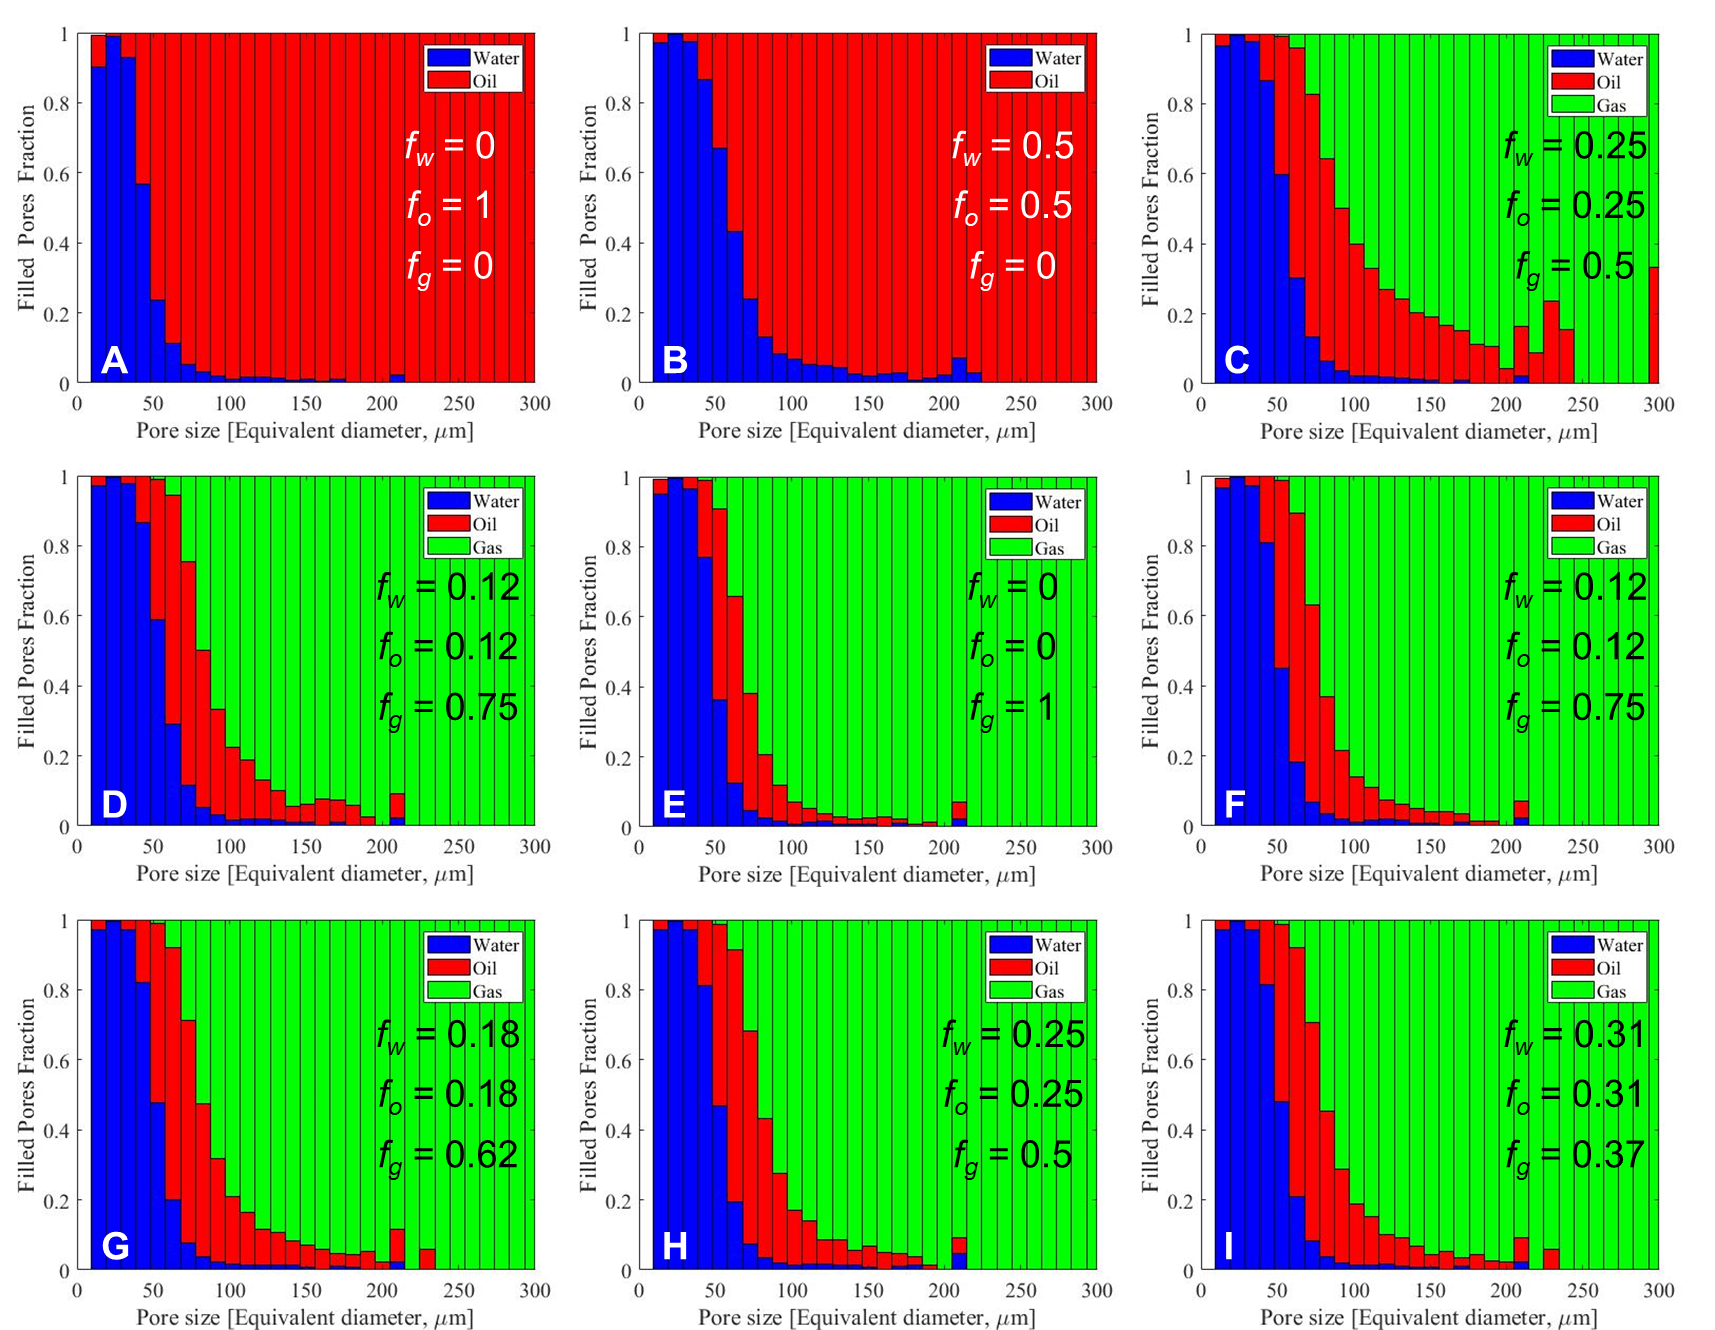 1
0.8
0.6
0.4
0.2
0
Filled Pores Fraction
Water
Oil
fw = 0
fo = 1
fg = 0
A
0 50 100 150 200 250 300
Pore size [Equivalent diameter, μm]
1
0.8
0.6
0.4
0.2
0
Filled Pores Fraction
Water
Oil
fw = 0.5
fo = 0.5
fg = 0
B
0 50 100 150 200 250 300
Pore size [Equivalent diameter, μm]
1
0.8
0.6
0.4
0.2
0
Filled Pores Fraction
Water
Oil
Gas
fw = 0.25
fo = 0.25
fg = 0.5
C
0 50 100 150 200 250 300
Pore size [Equivalent diameter, μm]
1
0.8
0.6
0.4
0.2
0
Filled Pores Fraction
Water
Oil
Gas
fw = 0.12
fo = 0.12
fg = 0.75
D
0 50 100 150 200 250 300
Pore size [Equivalent diameter, μm]
1
0.8
0.6
0.4
0.2
0
Filled Pores Fraction
Water
Oil
Gas
fw = 0
fo = 0
fg = 1
E
0 50 100 150 200 250 300
Pore size [Equivalent diameter, μm]
1
0.8
0.6
0.4
0.2
0
Filled Pores Fraction
Water
Oil
Gas
fw = 0.12
fo = 0.12
fg = 0.75
F
0 50 100 150 200 250 300
Pore size [Equivalent diameter, μm]
1
0.8
0.6
0.4
0.2
0
Filled Pores Fraction
Water
Oil
Gas
fw = 0.18
fo = 0.18
fg = 0.62
G
0 50 100 150 200 250 300
Pore size [Equivalent diameter, μm]
1
0.8
0.6
0.4
0.2
0
Filled Pores Fraction
Water
Oil
Gas
fw = 0.25
fo = 0.25
fg = 0.5
H
0 50 100 150 200 250 300
Pore size [Equivalent diameter, μm]
1
0.8
0.6
0.4
0.2
0
Filled Pores Fraction
Water
Oil
Gas
fw = 0.31
fo = 0.31
fg = 0.37
I
0 50 100 150 200 250 300
Pore size [Equivalent diameter, μm]